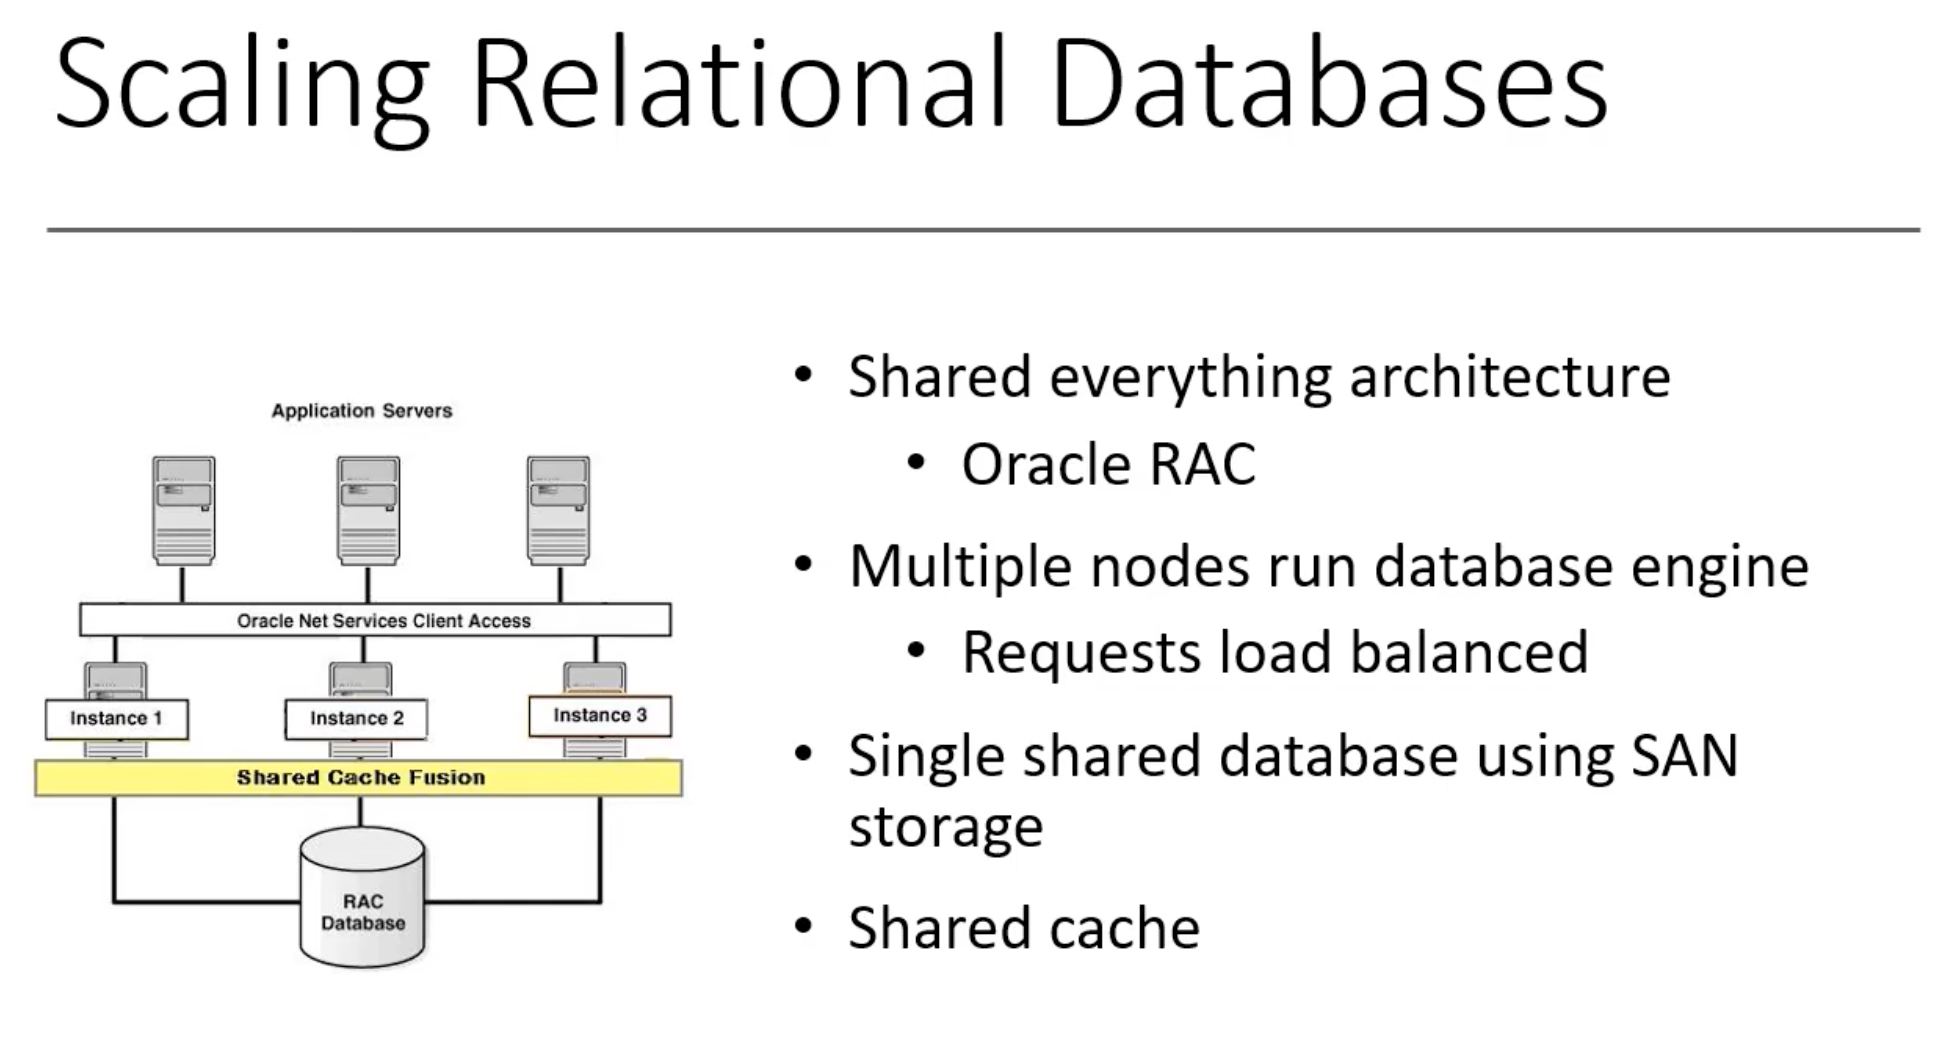 Scaling Relational Databases
Application Servers
Oracle Net Services Client Access
Instance 1
Instance 2
Instance 3
Shared Cache Fusion
RAC
Database
• Shared everything architecture
• Oracle RAC
• Multiple nodes run database engine
• Requests load balanced
• Single shared database using SAN
storage
• Shared cache